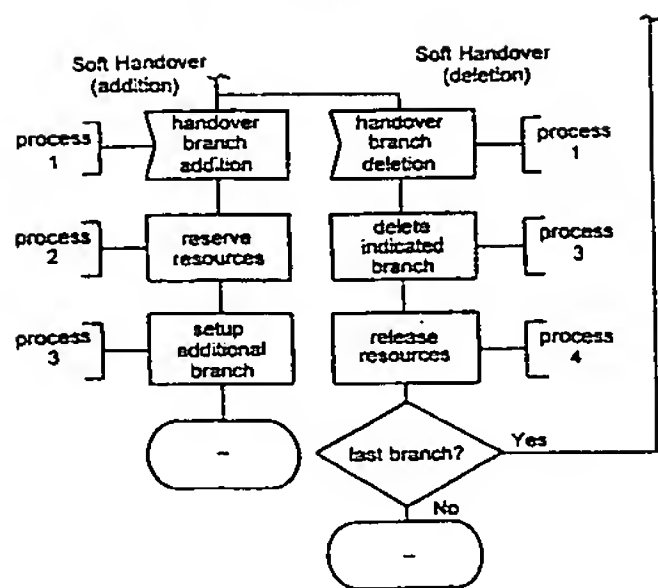 Soft Handover
(addition)
Soft Handover
(deletion)
process
1
handover
branch
addition
handover
branch
deletion
process
1
process
2
reserve
resources
delete
indicated
branch
process
3
process
3
setup
additional
branch
release
resources
process
4
-
last branch?
Yes
No
-